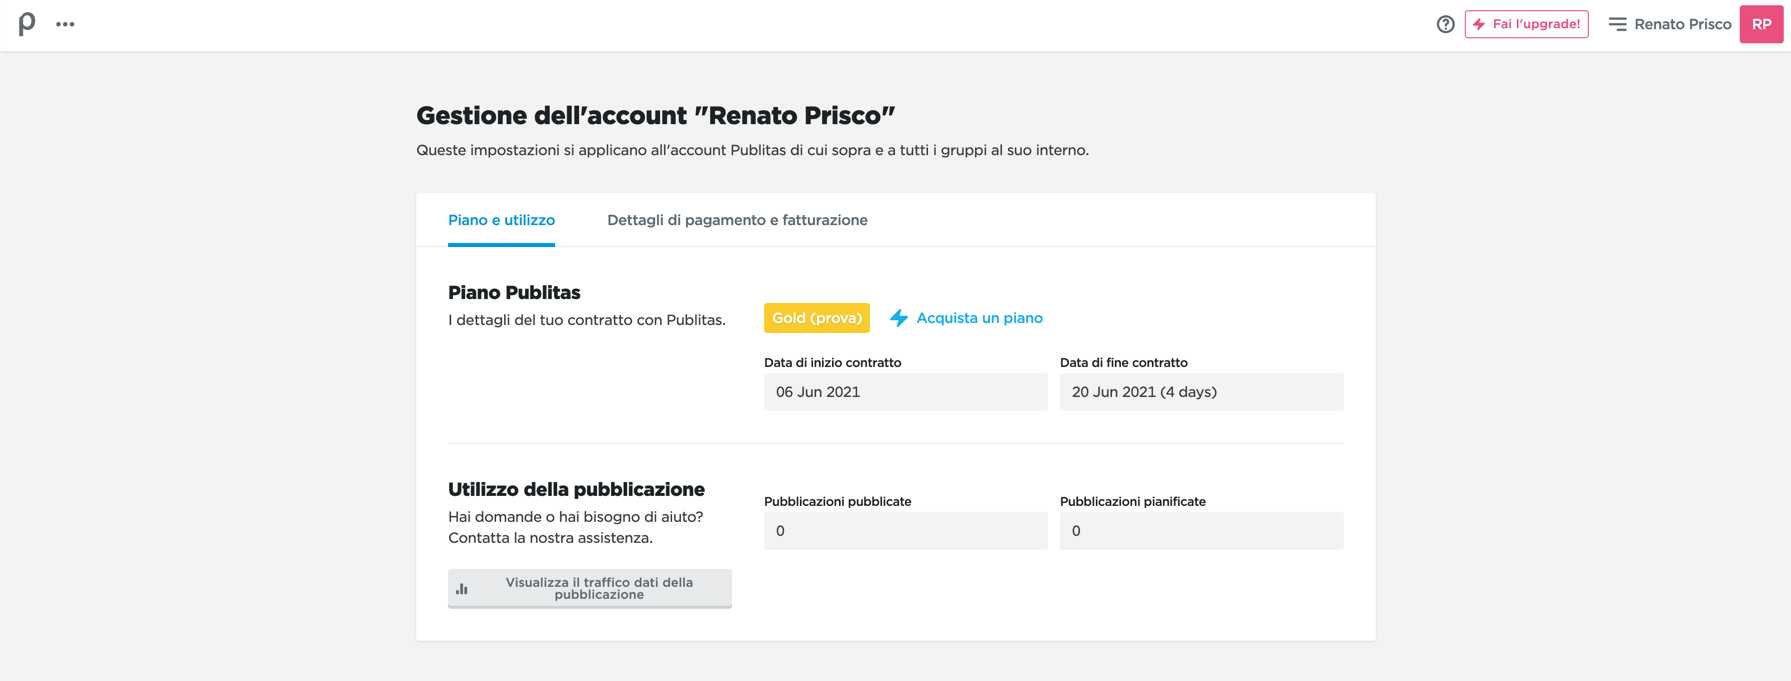 Fai l'upgrade!
Renato Prisco
RP
Gestione dell'account "Renato Prisco"
Queste impostazioni si applicano all'account Publitas di cui sopra e a tutti i gruppi al suo interno.
Piano e utilizzo
Dettagli di pagamento e fatturazione
Piano Publitas
I dettagli del tuo contratto con Publitas.
Gold (prova)
Acquista un piano
Data di inizio contratto
06 Jun 2021
Data di fine contratto
20 Jun 2021 (4 days)
Utilizzo della pubblicazione
Hai domande o hai bisogno di aiuto?
Contatta la nostra assistenza.
Visualizza il traffico dati della
pubblicazione
Pubblicazioni pubblicate
0
Pubblicazioni pianificate
0